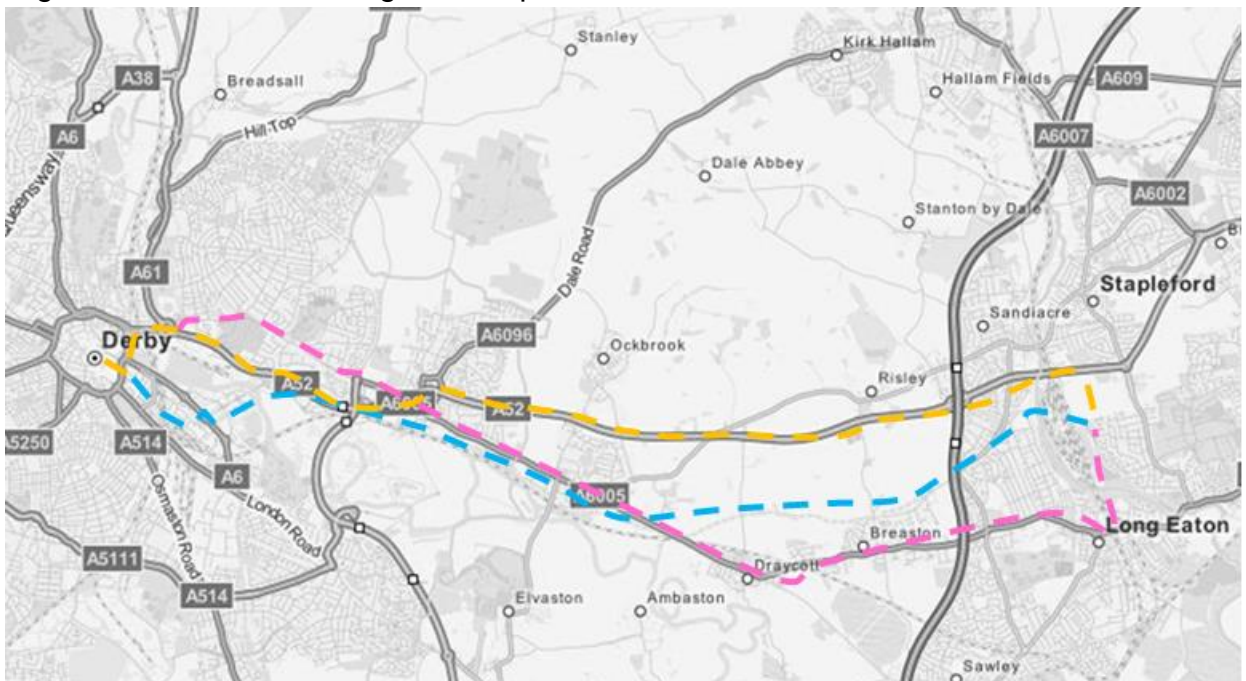 Stanley
Kirk Hallam
A38
Breadsall
Hallam Fields
A609
A6
Hill Top
A6007
Queensway
Dale Abbey
A6002
Stanton by Dale
Dale Road
A61
Stapleford
Sandiacre
Derby
A6096
Ockbrook
A52
Risley
A6005
A52
A5250
A514
A6
A6005
Osmaston Road
London Road
Long Eaton
Breaston
A5111
Draycott
A514
Elvaston
Ambaston
Sawley